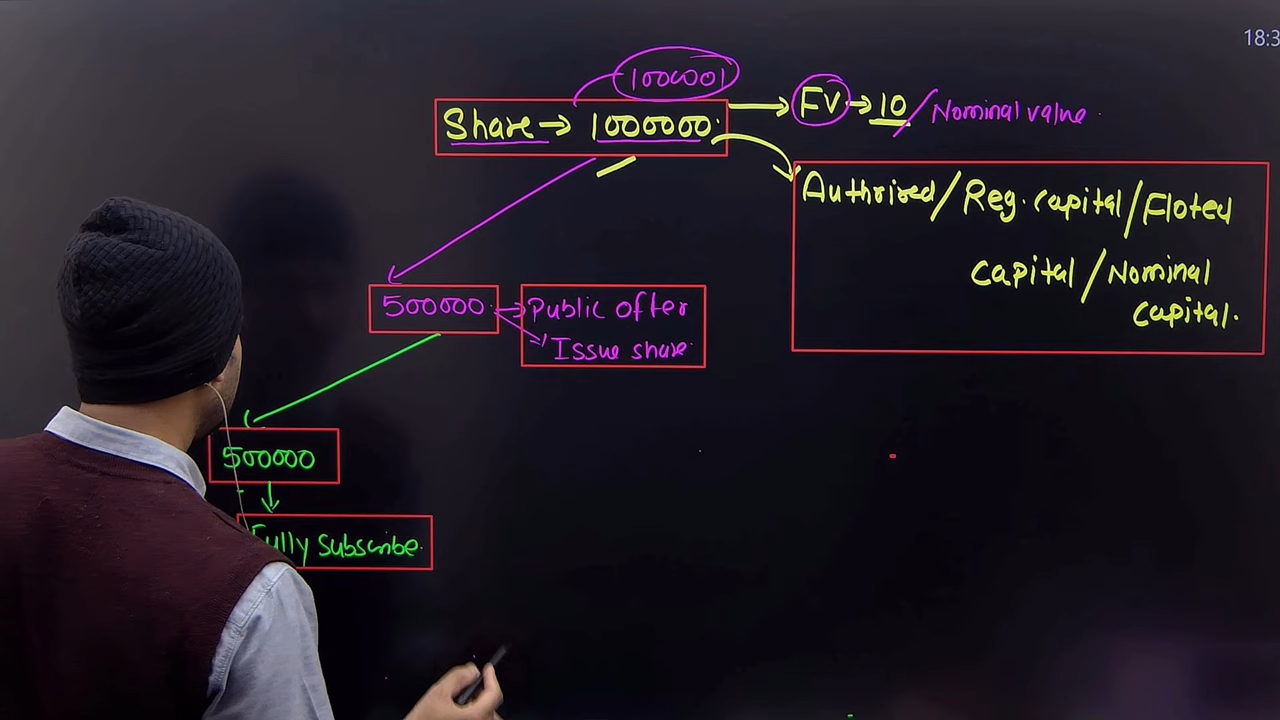 18:3
1000001
Share → 1000000.
FV → 10 / Nominal value.
Authrized / Reg. capital / Floted
capital / Nominal
capital.
500000.
Public offer
Issue share.
500000
Fully subscribe.